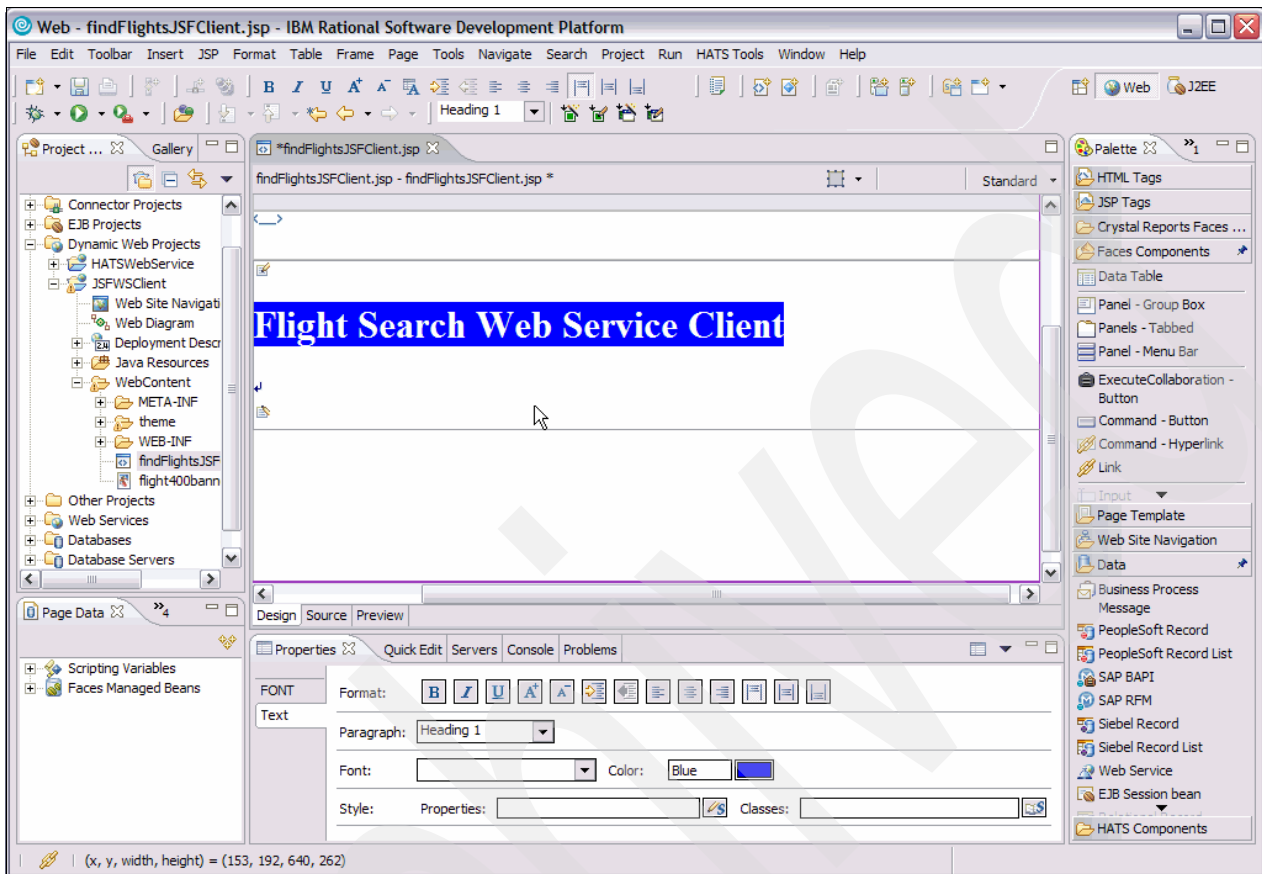 Web - findFlightsJSFClient.jsp - IBM Rational Software Development Platform
File Edit Toolbar Insert JSP Format Table Frame Page Tools Navigate Search Project Run HATS Tools Window Help
B I U A A
Web J2EE
Heading 1
Project ... Gallery
*findFlightsJSFClient.jsp
Palette »1
findFlightsJSFClient.jsp - findFlightsJSFClient.jsp *
Standard
Connector Projects
EJB Projects
Dynamic Web Projects
HATSWebService
JSFWSClient
Web Site Navigati
Web Diagram
Deployment Descr
Java Resources
WebContent
META-INF
theme
WEB-INF
findFlightsJSF
flight400bann
Other Projects
Web Services
Databases
Database Servers
Flight Search Web Service Client
Design Source Preview
HTML Tags
JSP Tags
Crystal Reports Faces ...
Faces Components
Data Table
Panel - Group Box
Panels - Tabbed
Panel - Menu Bar
ExecuteCollaboration -
Button
Command - Button
Command - Hyperlink
Link
Input
Page Template
Web Site Navigation
Data
Business Process
Message
PeopleSoft Record
PeopleSoft Record List
SAP BAPI
SAP RFM
Siebel Record
Siebel Record List
Web Service
EJB Session bean
HATS Components
Page Data »4
Scripting Variables
Faces Managed Beans
Properties Quick Edit Servers Console Problems
FONT
Text
Format: B I U A A
Paragraph: Heading 1
Font: Color: Blue
Style: Properties: Classes:
(x, y, width, height) = (153, 192, 640, 262)